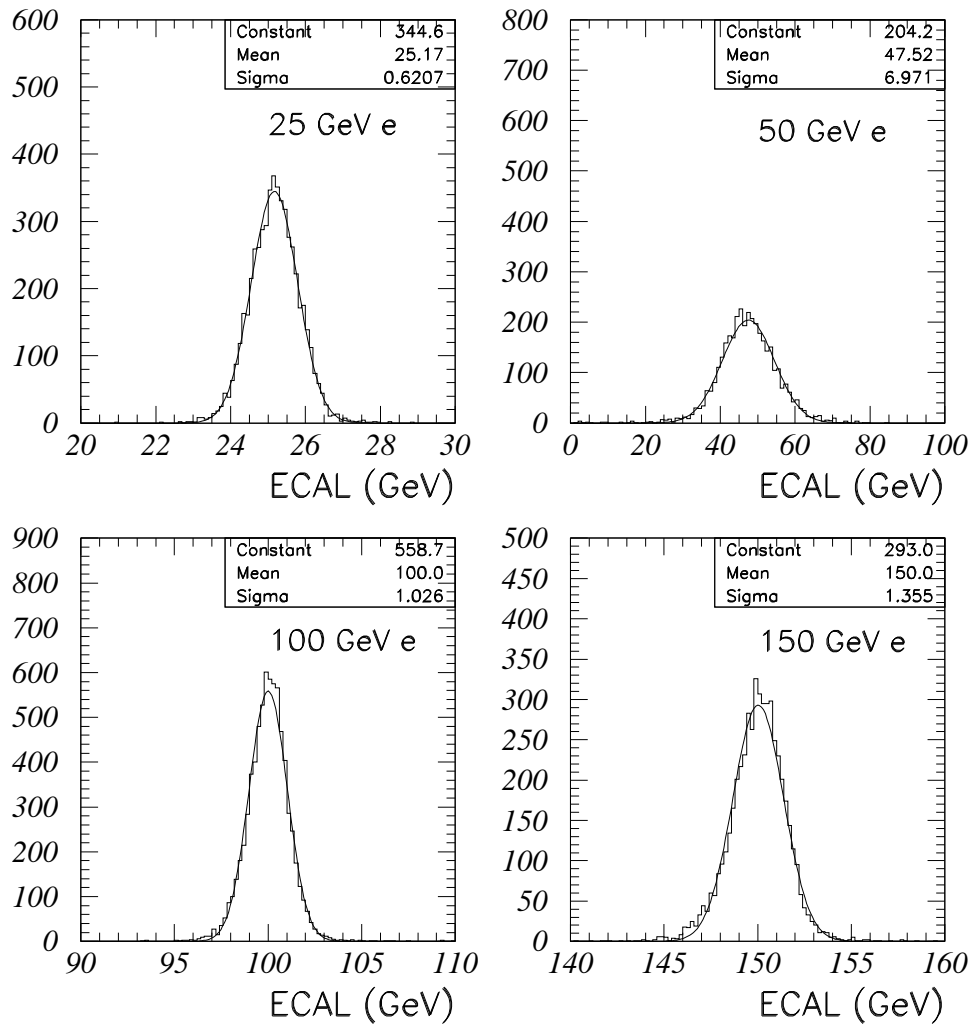 Constant 344.6
Mean 25.17
Sigma 0.6207
25 GeV e
600
500
400
300
200
100
0
20 22 24 26 28 30
ECAL (GeV)
Constant 204.2
Mean 47.52
Sigma 6.971
50 GeV e
800
700
600
500
400
300
200
100
0
0 20 40 60 80 100
ECAL (GeV)
Constant 558.7
Mean 100.0
Sigma 1.026
100 GeV e
900
800
700
600
500
400
300
200
100
0
90 95 100 105 110
ECAL (GeV)
Constant 293.0
Mean 150.0
Sigma 1.355
150 GeV e
500
450
400
350
300
250
200
150
100
50
0
140 145 150 155 160
ECAL (GeV)